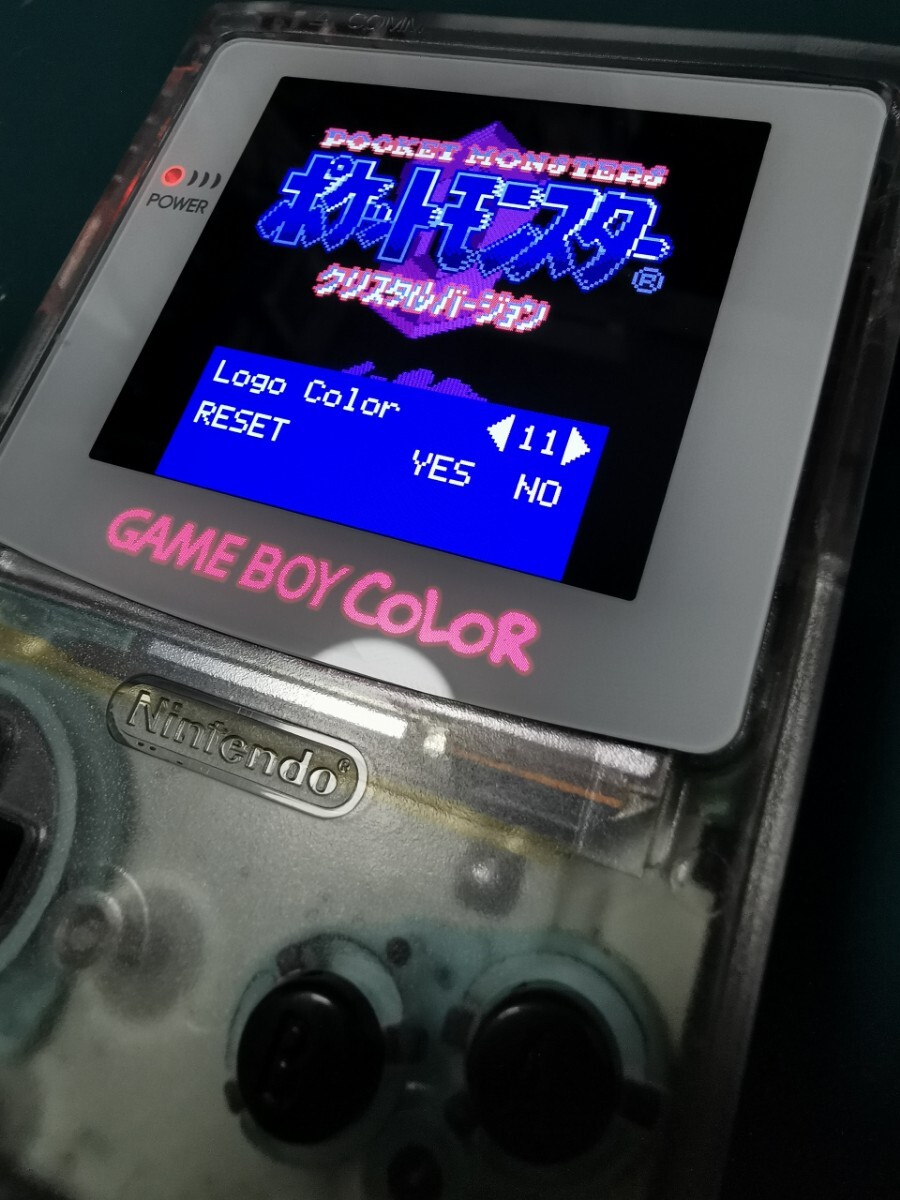 COMM.
POWER
POCKET MONSTERS
ポケットモンスター®
クリスタルバージョン
Logo Color
◀11▶
RESET
YES NO
GAME BOY COLOR
Nintendo®